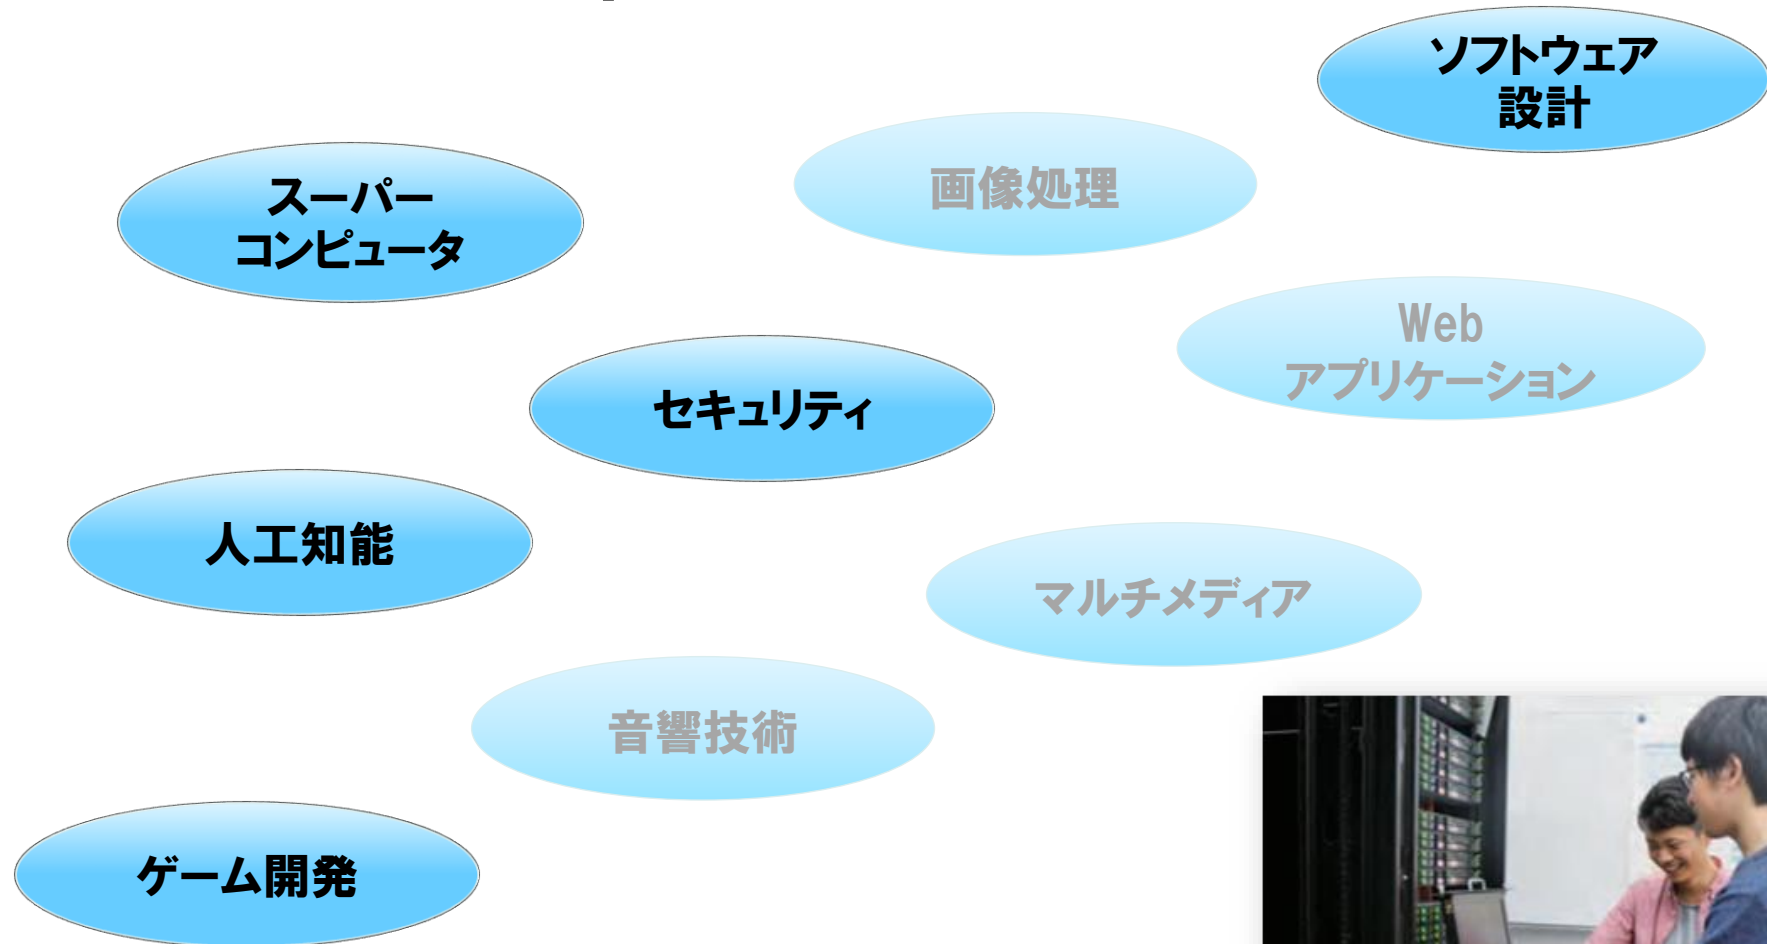 ソフトウェア
設計
画像処理
スーパー
コンピュータ
Web
アプリケーション
セキュリティ
人工知能
マルチメディア
音響技術
ゲーム開発